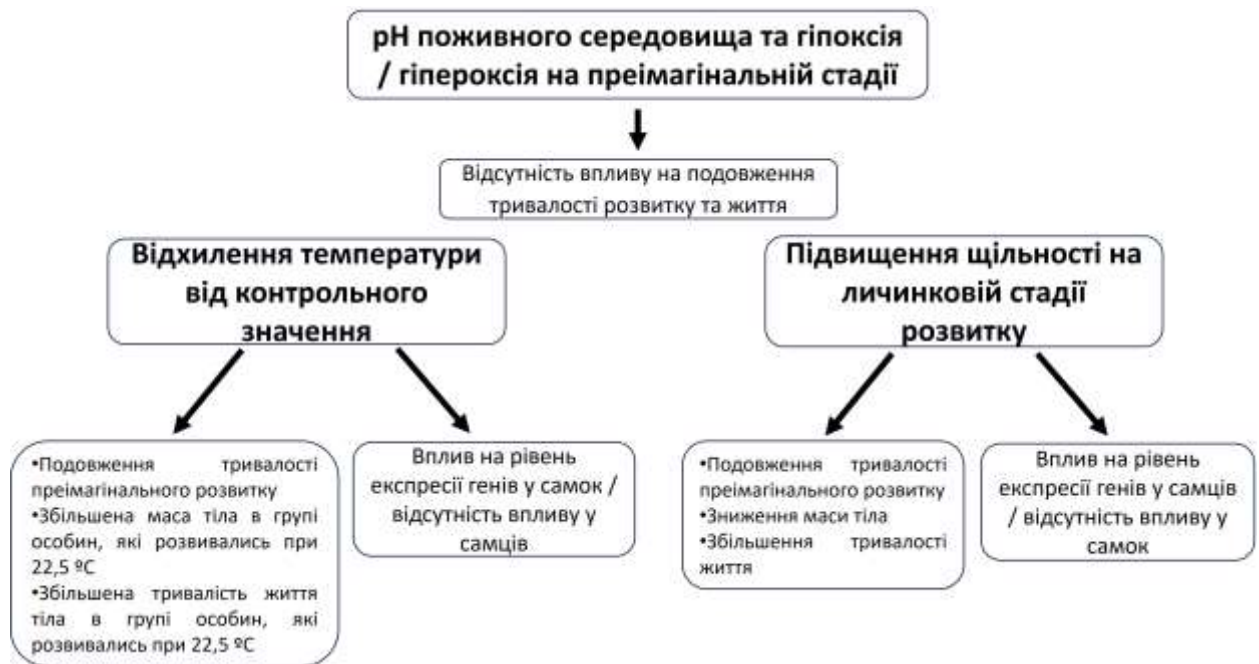 рН поживного середовища та гіпоксія
/ гіпероксія на преімагінальній стадії
Відсутність впливу на подовження
тривалості розвитку та життя
Відхилення температури
від контрольного
значення
Підвищення щільності на
личинковій стадії
розвитку
•Подовження тривалості
преімагінального розвитку
•Збільшена маса тіла в групі
особин, які розвивались при
22,5 ºС
•Збільшена тривалість життя
тіла в групі особин, які
розвивались при 22,5 ºС
Вплив на рівень
експресії генів у самок /
відсутність впливу у
самців
•Подовження тривалості
преімагінального розвитку
•Зниження маси тіла
•Збільшення тривалості
життя
Вплив на рівень
експресії генів у самців
/ відсутність впливу у
самок